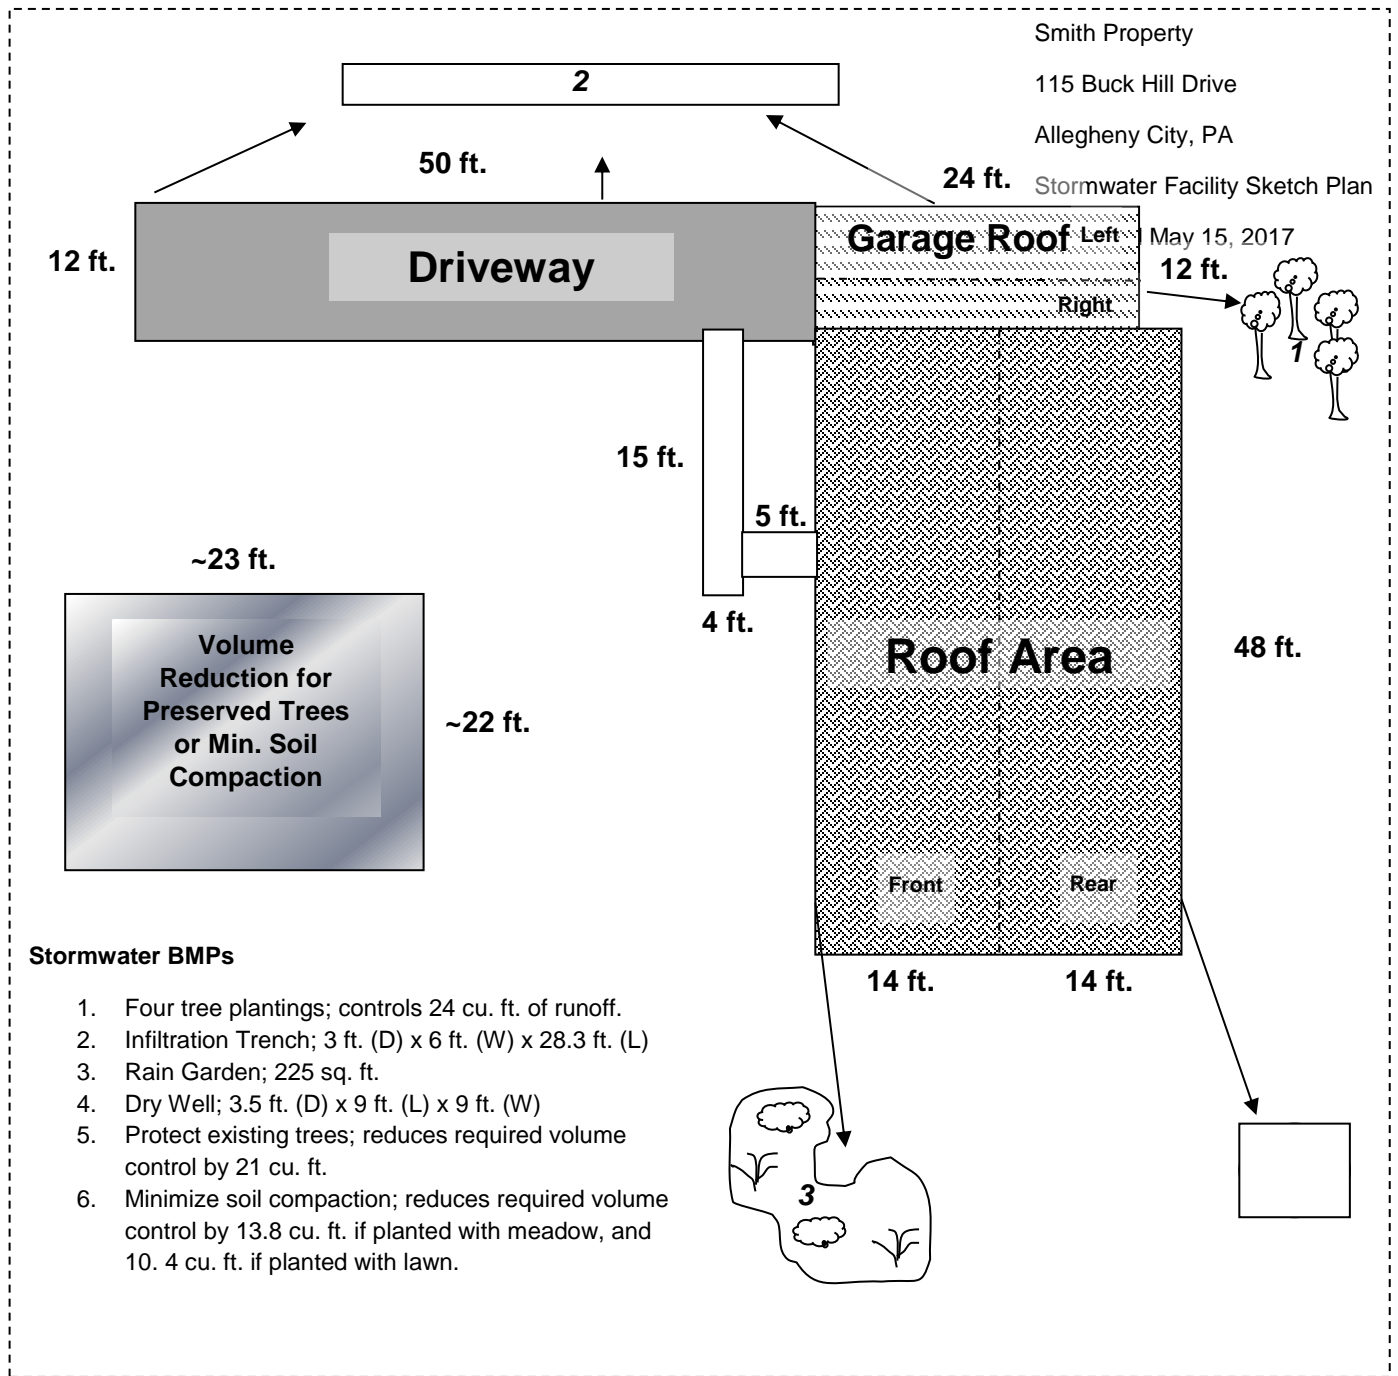 Smith Property
115 Buck Hill Drive
Allegheny City, PA
Stormwater Facility Sketch Plan
May 15, 2017
2
50 ft.
24 ft.
12 ft.
Driveway
Garage Roof
Left
Right
12 ft.
1
15 ft.
5 ft.
4 ft.
~23 ft.
Volume
Reduction for
Preserved Trees
or Min. Soil
Compaction
~22 ft.
Roof Area
48 ft.
Front
Rear
14 ft.
14 ft.
3
Stormwater BMPs
1. Four tree plantings; controls 24 cu. ft. of runoff.
2. Infiltration Trench; 3 ft. (D) x 6 ft. (W) x 28.3 ft. (L)
3. Rain Garden; 225 sq. ft.
4. Dry Well; 3.5 ft. (D) x 9 ft. (L) x 9 ft. (W)
5. Protect existing trees; reduces required volume
control by 21 cu. ft.
6. Minimize soil compaction; reduces required volume
control by 13.8 cu. ft. if planted with meadow, and
10. 4 cu. ft. if planted with lawn.